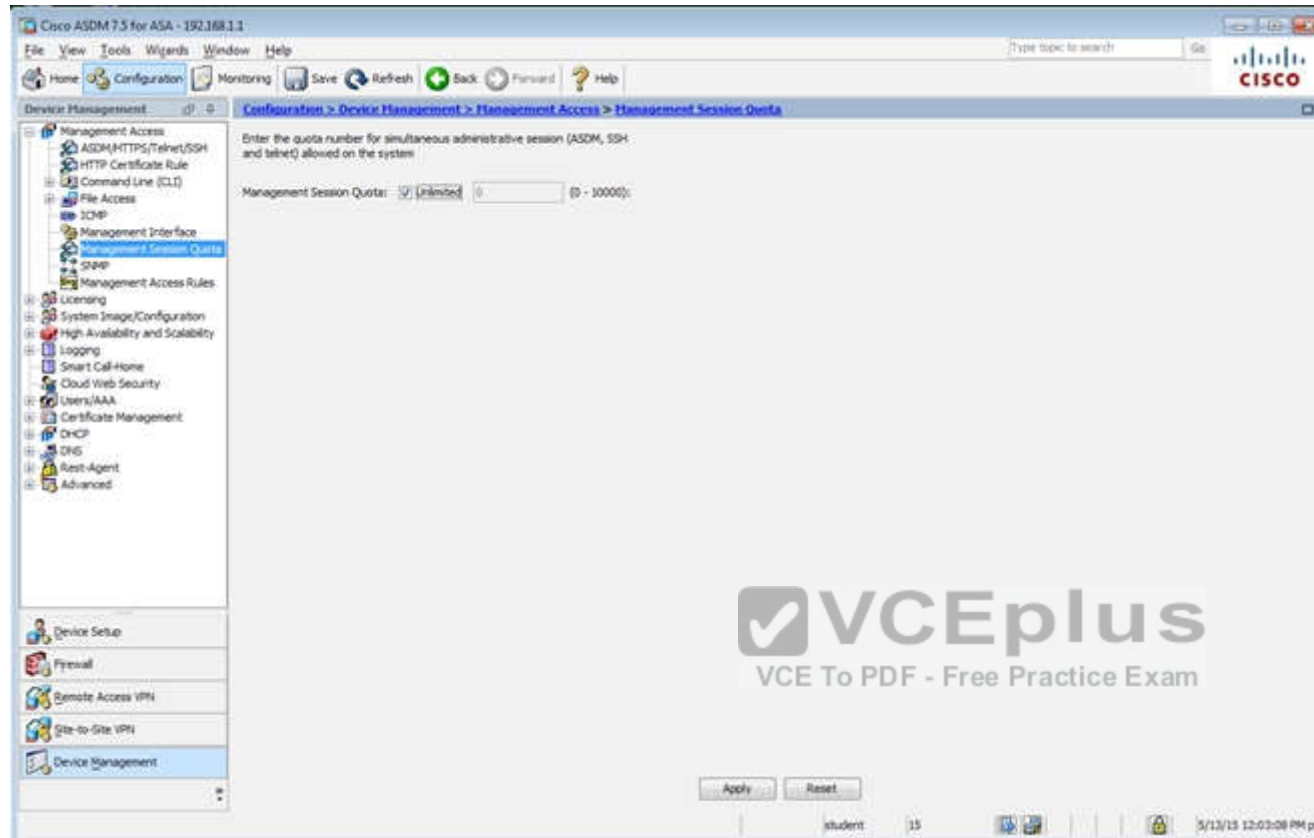 Cisco ASDM 7.5 for ASA - 192.168.1.1
File View Tools Wizards Window Help
Type topic to search Go
Home Configuration Monitoring Save Refresh Back Forward Help
CISCO
Device Management
Configuration > Device Management > Management Access > Management Session Quota
Management Access
ASDM/HTTPS/Telnet/SSH
HTTP Certificate Rule
Command Line (CLI)
File Access
ICMP
Management Interface
Management Session Quota
SNMP
Management Access Rules
Licensing
System Image/Configuration
High Availability and Scalability
Logging
Smart Call-Home
Cloud Web Security
Users/AAA
Certificate Management
DHCP
DNS
Rest-Agent
Advanced
Enter the quota number for simultaneous administrative session (ASDM, SSH
and telnet) allowed on the system
Management Session Quota: Unlimited 0 (0 - 10000):
Device Setup
Firewall
Remote Access VPN
Site-to-Site VPN
Device Management
VCEplus
VCE To PDF - Free Practice Exam
Apply Reset
student 15 5/13/15 12:03:08 PM